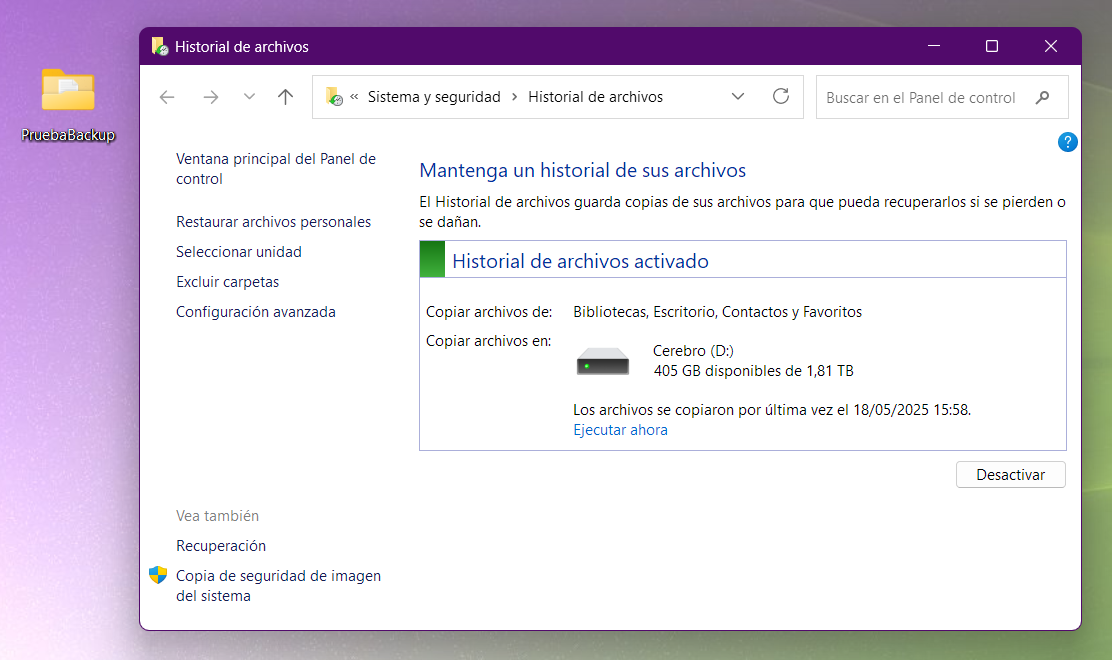 Historial de archivos
« Sistema y seguridad › Historial de archivos
Buscar en el Panel de control
PruebaBackup
?
Ventana principal del Panel de
control
Restaurar archivos personales
Seleccionar unidad
Excluir carpetas
Configuración avanzada
Mantenga un historial de sus archivos
El Historial de archivos guarda copias de sus archivos para que pueda recuperarlos si se pierden o
se dañan.
Historial de archivos activado
Copiar archivos de: Bibliotecas, Escritorio, Contactos y Favoritos
Copiar archivos en:
Cerebro (D:)
405 GB disponibles de 1,81 TB
Los archivos se copiaron por última vez el 18/05/2025 15:58.
Ejecutar ahora
Desactivar
Vea también
Recuperación
Copia de seguridad de imagen
del sistema